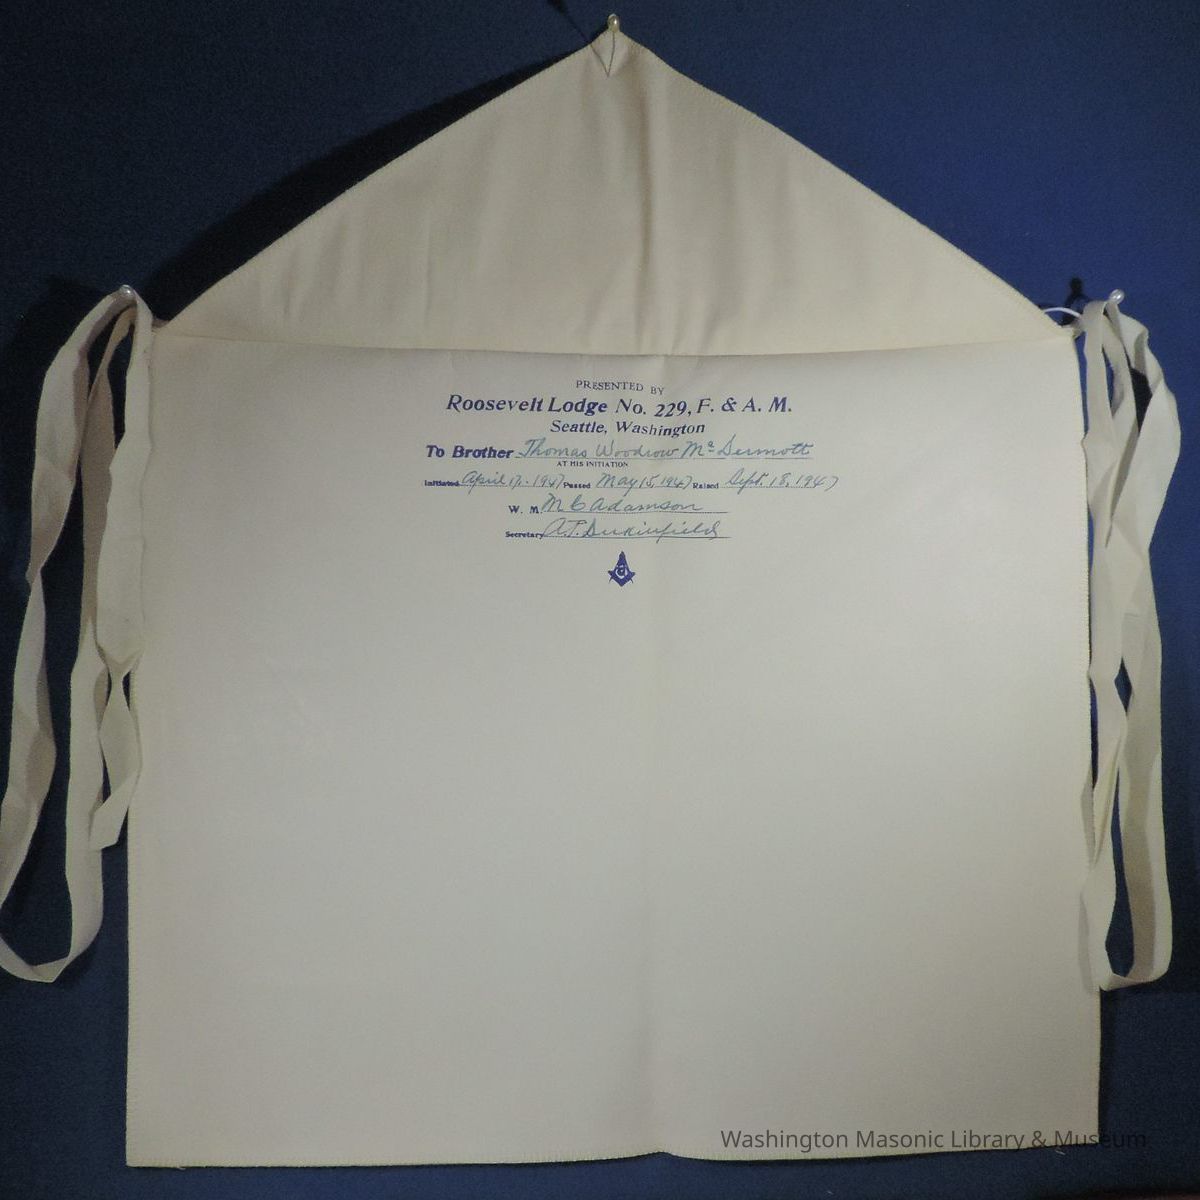 PRESENTED BY
Roosevelt Lodge No. 229, F. & A. M.
Seattle, Washington
To Brother Thomas Woodrow McDermott
AT HIS INITIATION
Initiated April 17, - 1947 Passed May 15, 1947 Raised Sept. 18, 1947
W. M. M C Adamson
Secretary A.T. Dukinfield
G
Washington Masonic Library & Museum